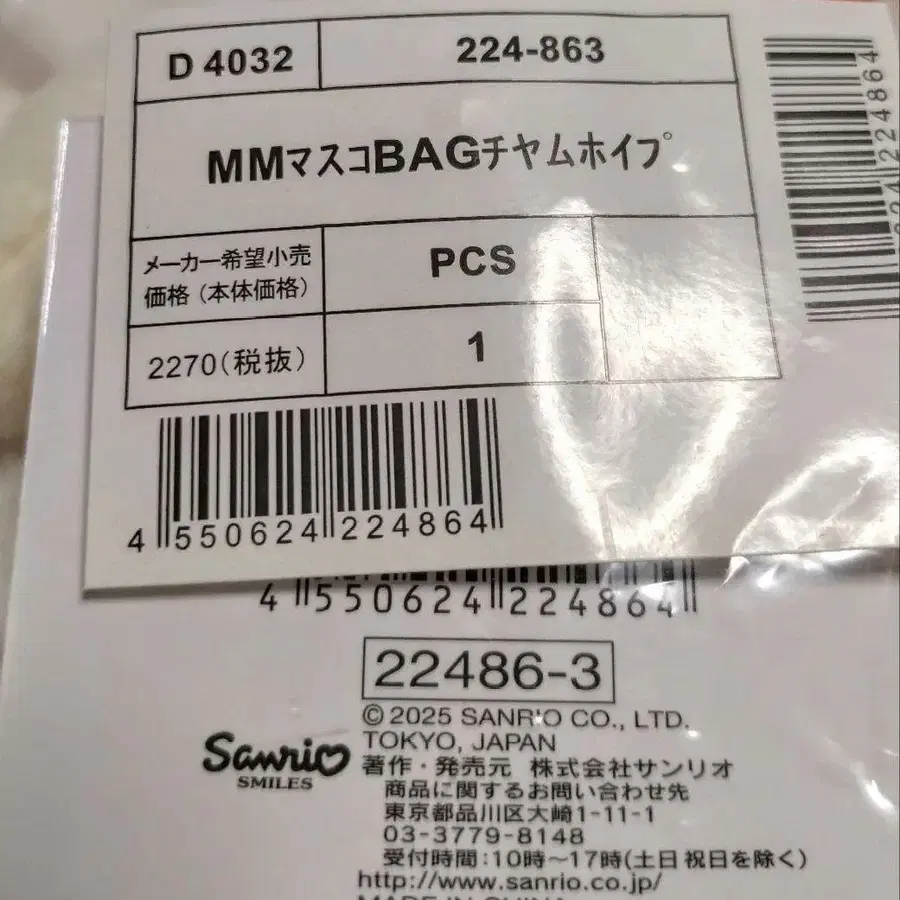 D 4032
224-863
MMマスコBAGチヤムホイプ
メーカー希望小売
価格（本体価格）
PCS
2270(税抜)
1
4 550624 224864
4 550624 224864
22486-3
© 2025 SANRIO CO., LTD.
TOKYO, JAPAN
Sanrio
SMILES
著作・発売元 株式会社サンリオ
商品に関するお問い合わせ先
東京都品川区大崎1-11-1
03-3779-8148
受付時間:10時〜17時(土日祝日を除く)
http://www.sanrio.co.jp/
MADE IN CHINA